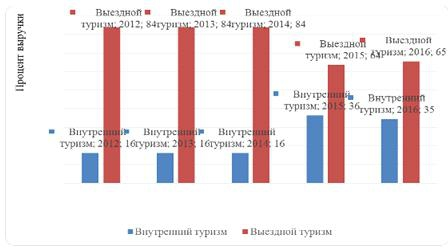 Процент выручки
Выездной туризм; 2012; 84
Выездной туризм; 2013; 84
Выездной туризм; 2014; 84
Выездной туризм; 2015; 64
Выездной туризм; 2016; 65
Внутренний туризм; 2012; 16
Внутренний туризм; 2013; 16
Внутренний туризм; 2014; 16
Внутренний туризм; 2015; 36
Внутренний туризм; 2016; 35
Внутренний туризм
Выездной туризм